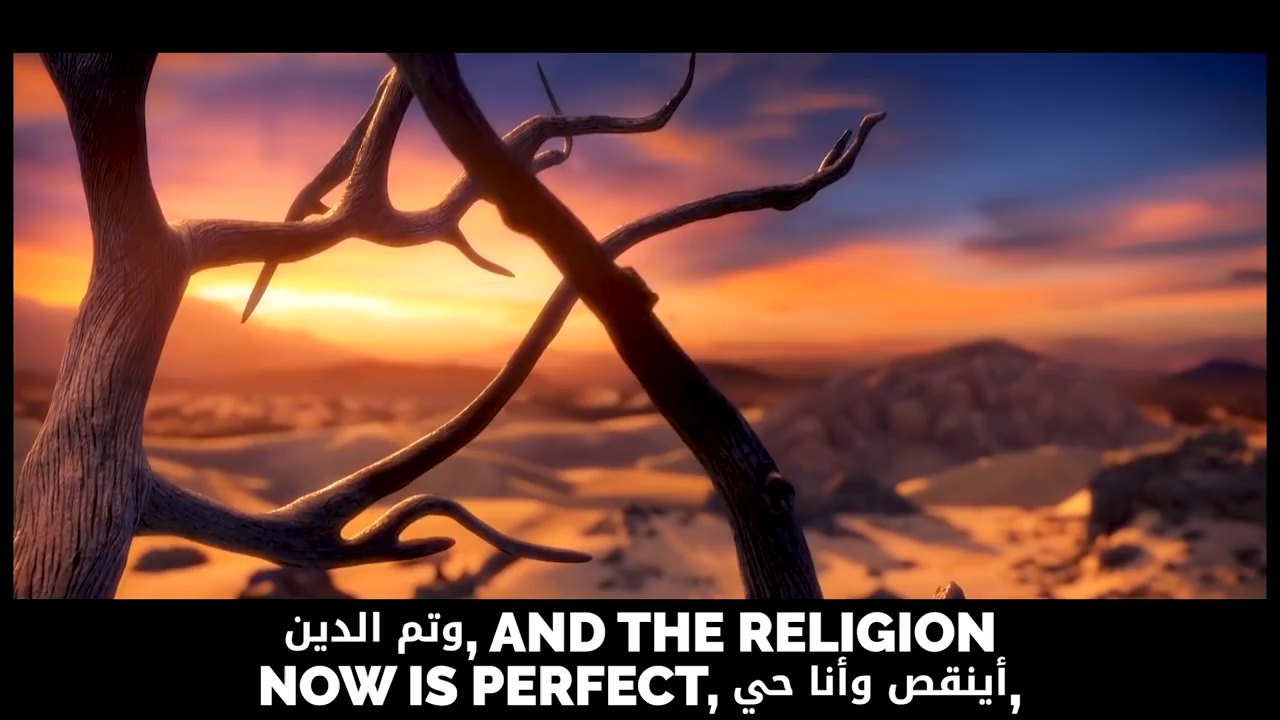 وتم الدين, AND THE RELIGION
NOW IS PERFECT, أينقص وأنا حي,